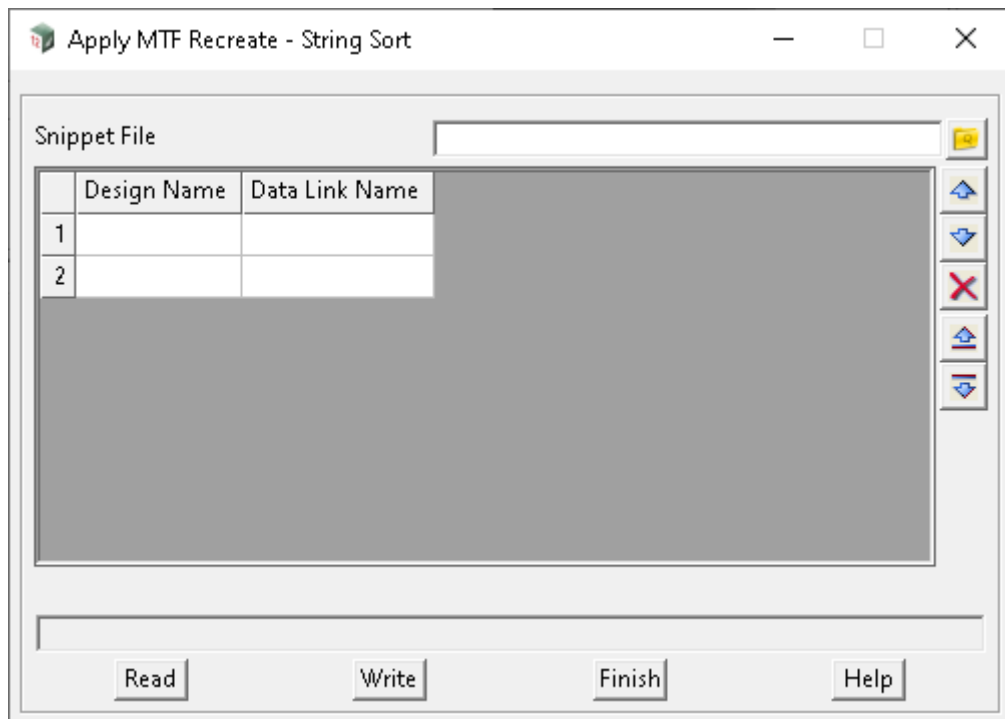 Apply MTF Recreate - String Sort
Snippet File
Design Name Data Link Name
1
2
Read Write Finish Help